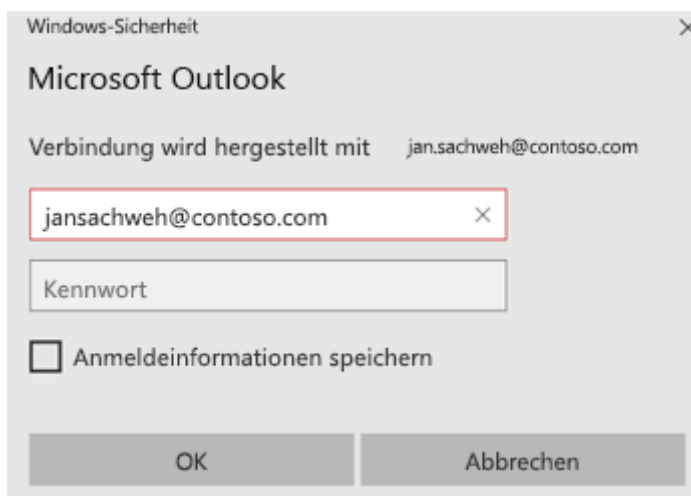 Windows-Sicherheit
Microsoft Outlook
Verbindung wird hergestellt mit jan.sachweh@contoso.com
jansachweh@contoso.com
Kennwort
Anmeldeinformationen speichern
OK Abbrechen